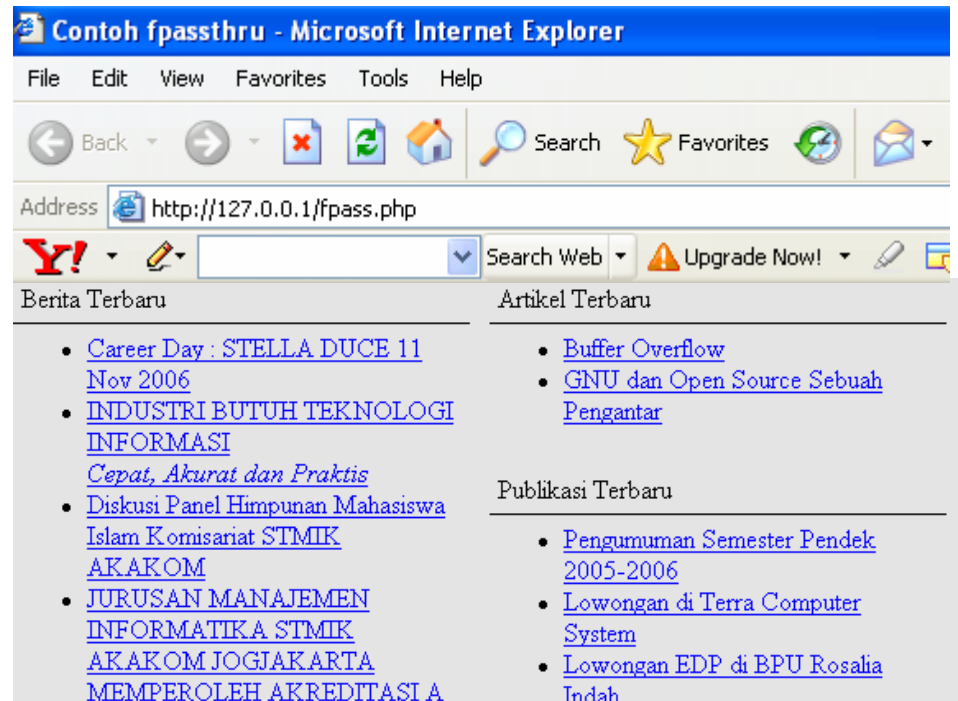 Contoh fpassthru - Microsoft Internet Explorer
File Edit View Favorites Tools Help
Back Search Favorites
Address http://127.0.0.1/fpass.php
Y! Search Web Upgrade Now!
Berita Terbaru
Career Day : STELLA DUCE 11
Nov 2006
INDUSTRI BUTUH TEKNOLOGI
INFORMASI
Cepat, Akurat dan Praktis
Diskusi Panel Himpunan Mahasiswa
Islam Komisariat STMIK
AKAKOM
JURUSAN MANAJEMEN
INFORMATIKA STMIK
AKAKOM JOGJAKARTA
MEMPEROLEH AKREDITASI A
Artikel Terbaru
Buffer Overflow
GNU dan Open Source Sebuah
Pengantar
Publikasi Terbaru
Pengumuman Semester Pendek
2005-2006
Lowongan di Terra Computer
System
Lowongan EDP di BPU Rosalia
Indah